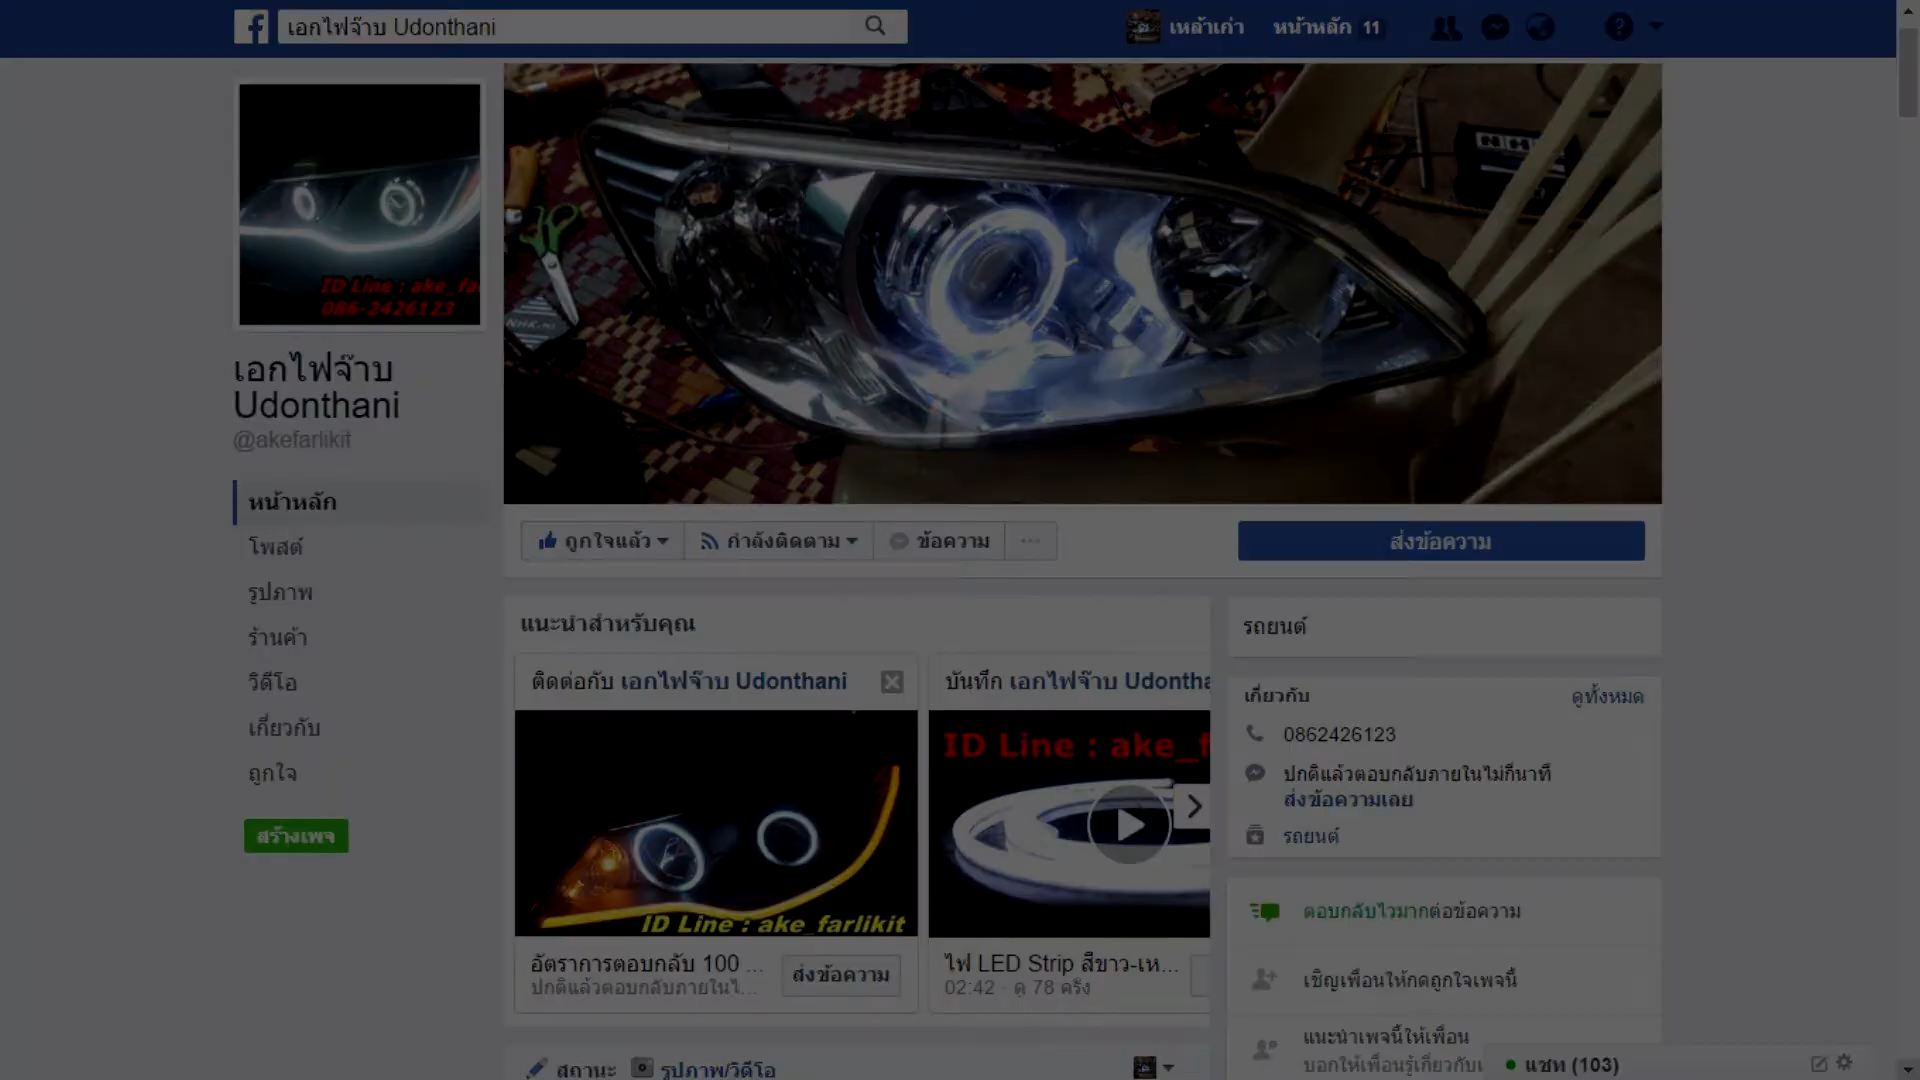 เอกไฟจ๊าบ Udonthani
เหล้าเก่า
หน้าหลัก 11
ID Line : ake_fa
086-2426123
เอกไฟจ๊าบ
Udonthani
@akefarlikit
หน้าหลัก
โพสต์
รูปภาพ
ร้านค้า
วิดีโอ
เกี่ยวกับ
ถูกใจ
สร้างเพจ
ถูกใจแล้ว
กำลังติดตาม
ข้อความ
ส่งข้อความ
แนะนำสำหรับคุณ
ติดต่อกับ เอกไฟจ๊าบ Udonthani
ID Line : ake_farlikit
อัตราการตอบกลับ 100 ...
ปกติแล้วตอบกลับภายในไ...
ส่งข้อความ
บันทึก เอกไฟจ๊าบ Udontha
ID Line : ake_f
ไฟ LED Strip สีขาว-เห...
02:42 · ดู 78 ครั้ง
รถยนต์
เกี่ยวกับ
ดูทั้งหมด
0862426123
ปกติแล้วตอบกลับภายในไม่กี่นาที
ส่งข้อความเลย
รถยนต์
ตอบกลับไวมากต่อข้อความ
เชิญเพื่อนให้กดถูกใจเพจนี้
แนะนำเพจนี้ให้เพื่อน
บอกให้เพื่อนรู้เกี่ยวกับเ
สถานะ
รูปภาพ/วิดีโอ
แชท (103)